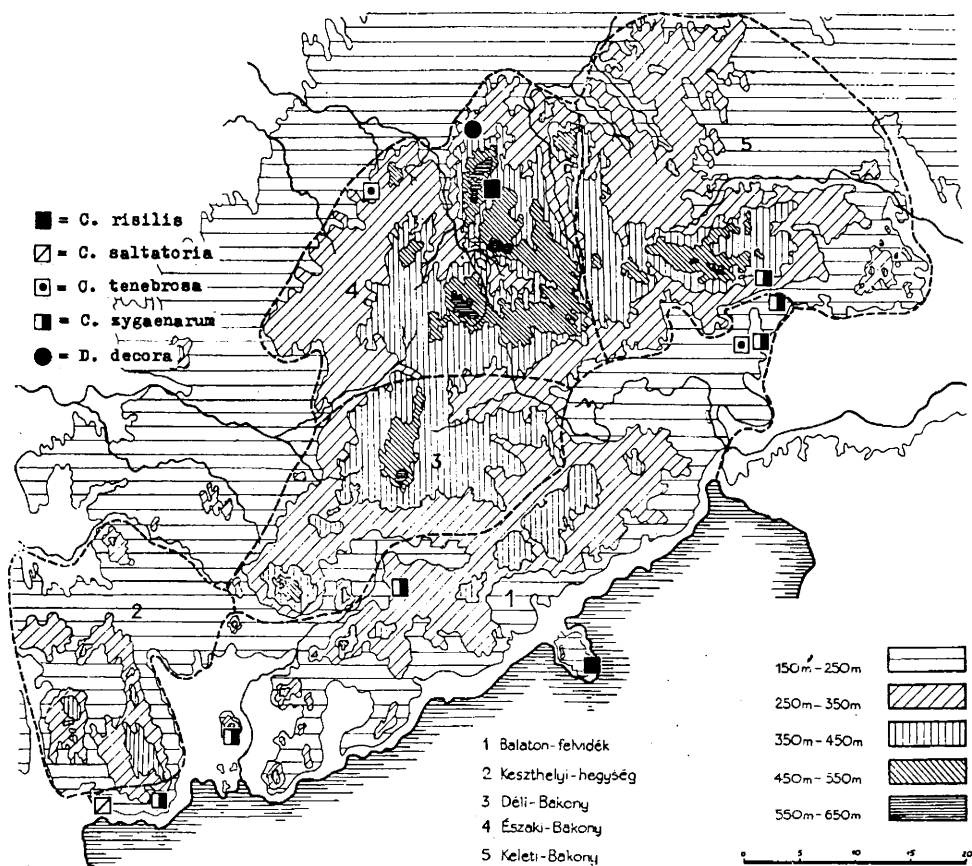 5
4
3
2
1
■ = C. risilis
= C. saltatoria
= C. tenebrosa
= C. zygaenarum
● = D. decora
1 Balaton-felvidék
2 Keszthelyi-hegység
3 Déli-Bakony
4 Északi-Bakony
5 Keleti-Bakony
150m-250m
250m-350m
350m-450m
450m-550m
550m-650m
0 5 10 15 20